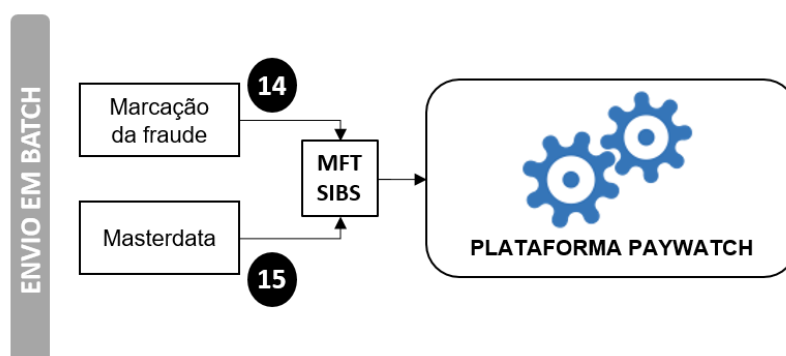 ENVIO EM BATCH
14
Marcação
da fraude
MFT
SIBS
Masterdata
15
PLATAFORMA PAYWATCH